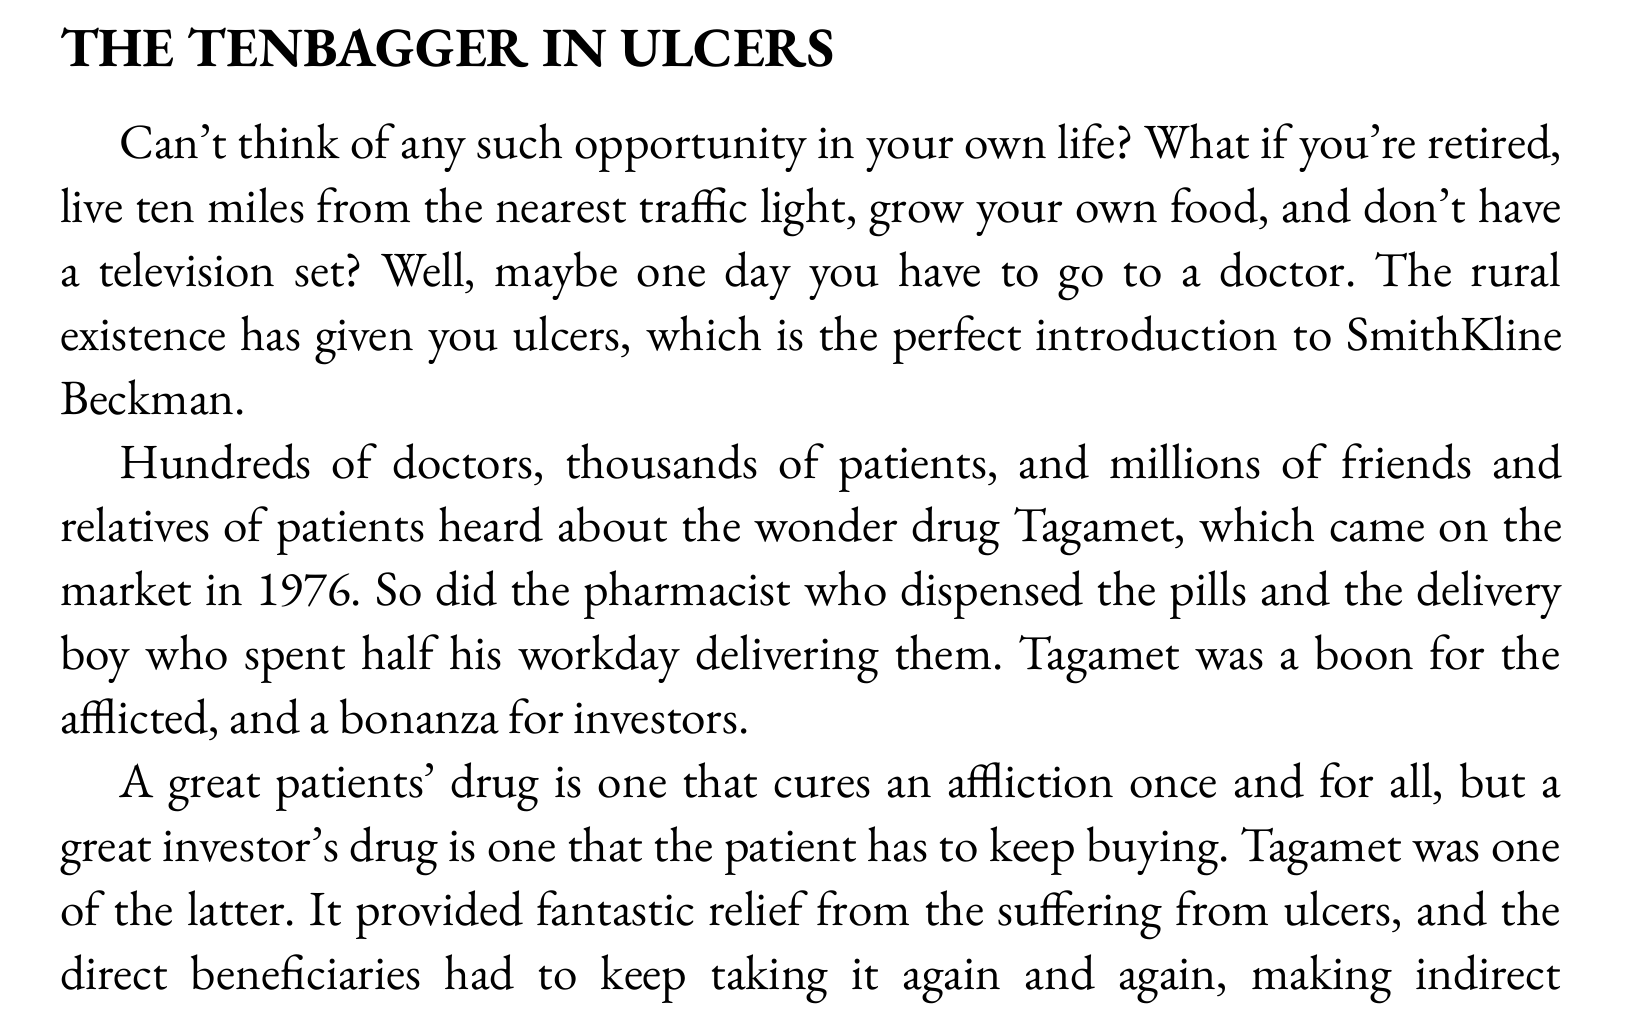 THE TENBAGGER IN ULCERS
Can’t think of any such opportunity in your own life? What if you’re retired,
live ten miles from the nearest traffic light, grow your own food, and don’t have
a television set? Well, maybe one day you have to go to a doctor. The rural
existence has given you ulcers, which is the perfect introduction to SmithKline
Beckman.
Hundreds of doctors, thousands of patients, and millions of friends and
relatives of patients heard about the wonder drug Tagamet, which came on the
market in 1976. So did the pharmacist who dispensed the pills and the delivery
boy who spent half his workday delivering them. Tagamet was a boon for the
afflicted, and a bonanza for investors.
A great patients’ drug is one that cures an affliction once and for all, but a
great investor’s drug is one that the patient has to keep buying. Tagamet was one
of the latter. It provided fantastic relief from the suffering from ulcers, and the
direct beneficiaries had to keep taking it again and again, making indirect